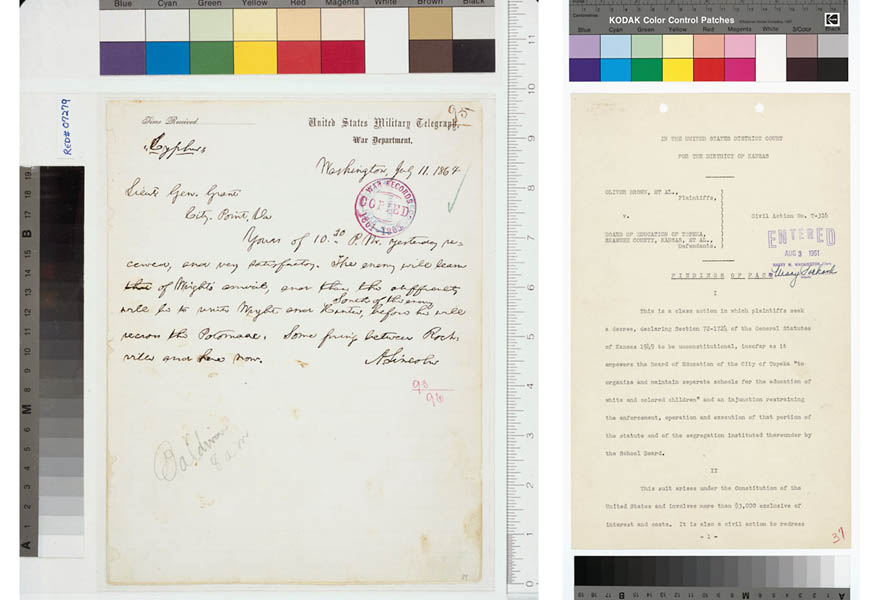 Blue Cyan Green Yellow Red Magenta White Brown Black
RED# 07279
95
Time Received
United States Military Telegraph,
War Department.
"Cypher"
Washington, July 11. 1864
Lieut. Gen. Grant
City-Point, Va
Yours of 10.30 P.M. yesterday re-
ceived, and very satisfactory. The enemy will learn
of Wright's arrival, and then the difficulty
will be to unite Wright and Hunter,
South of the enemy
before he will
recross the Potomac. Some firing between Rock-
ville and here now.
A. Lincoln
WAR RECORDS
COPIED
1861-1865
93
96
Baldwin
8 am
KODAK Color Control Patches
Blue Cyan Green Yellow Red Magenta White 3/Color Black
IN THE UNITED STATES DISTRICT COURT
FOR THE DISTRICT OF KANSAS
OLIVER BROWN, ET AL.,
Plaintiffs,
v.
Civil Action No. T-316
BOARD OF EDUCATION OF TOPEKA,
SHAWNEE COUNTY, KANSAS, ET AL.,
Defendants.
ENTERED
AUG 3 1951
FINDINGS OF FACT
I
This is a class action in which plaintiffs seek
a decree, declaring Section 72-1724 of the General Statutes
of Kansas 1949 to be unconstitutional, insofar as it
empowers the Board of Education of the City of Topeka "to
organize and maintain separate schools for the education of
white and colored children" and an injunction restraining
the enforcement, operation and execution of that portion of
the statute and of the segregation instituted thereunder by
the School Board.
II
This suit arises under the Constitution of the
United States and involves more than $3,000 exclusive of
interest and costs. It is also a civil action to redress
- 1 -
37